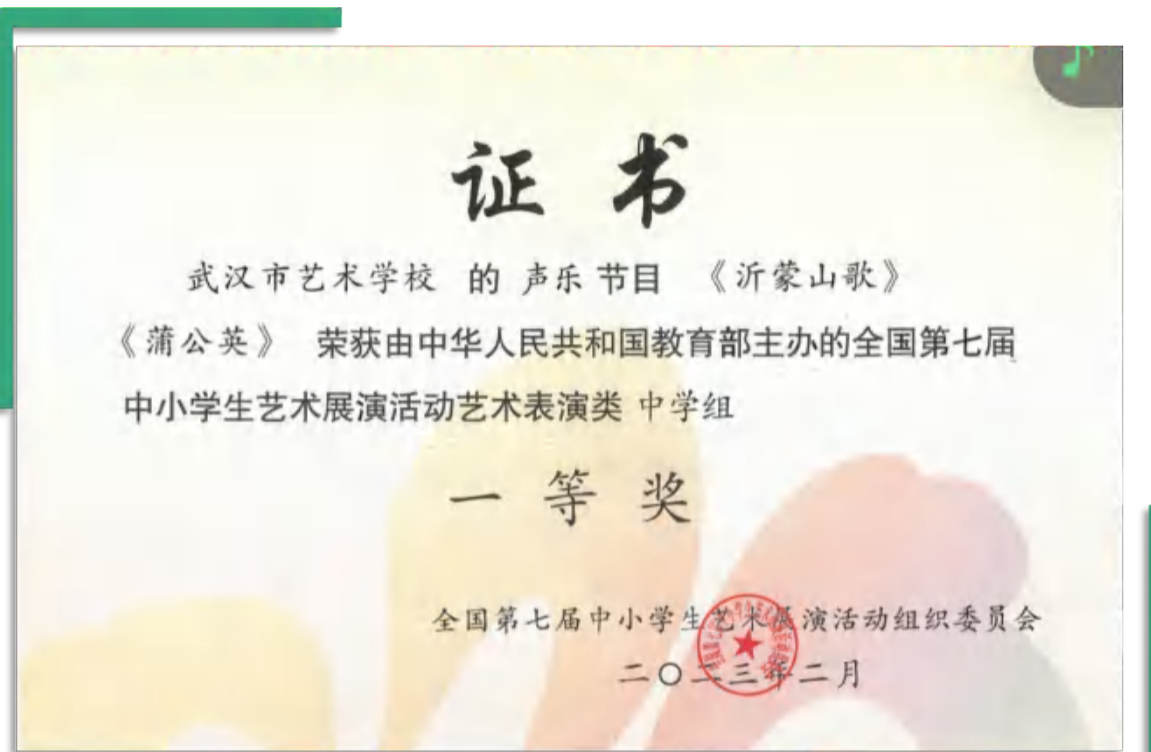 证 书
武汉市艺术学校 的 声乐 节目 《沂蒙山歌》
《蒲公英》 荣获由中华人民共和国教育部主办的全国第七届
中小学生艺术展演活动艺术表演类 中学组
一 等 奖
全国第七届中小学生艺术展演活动组织委员会
二〇二三年二月